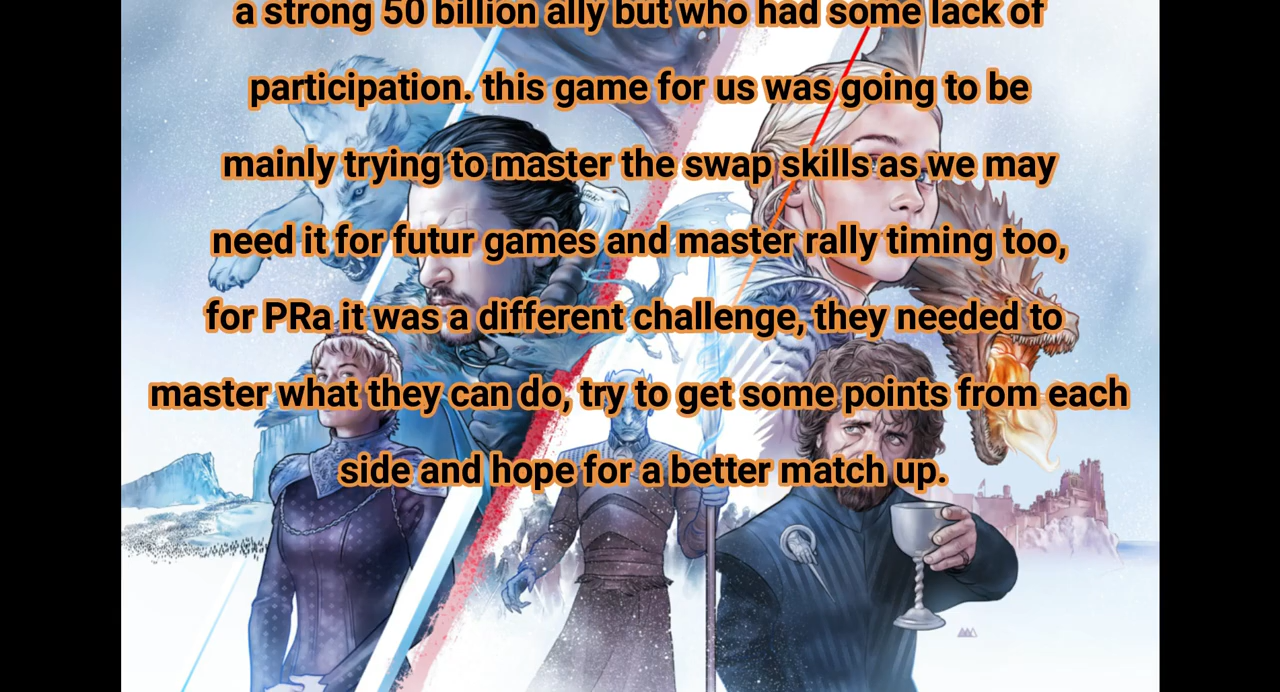 a strong 50 billion ally but who had some lack of
participation. this game for us was going to be
mainly trying to master the swap skills as we may
need it for futur games and master rally timing too,
for PRa it was a different challenge, they needed to
master what they can do, try to get some points from each
side and hope for a better match up.